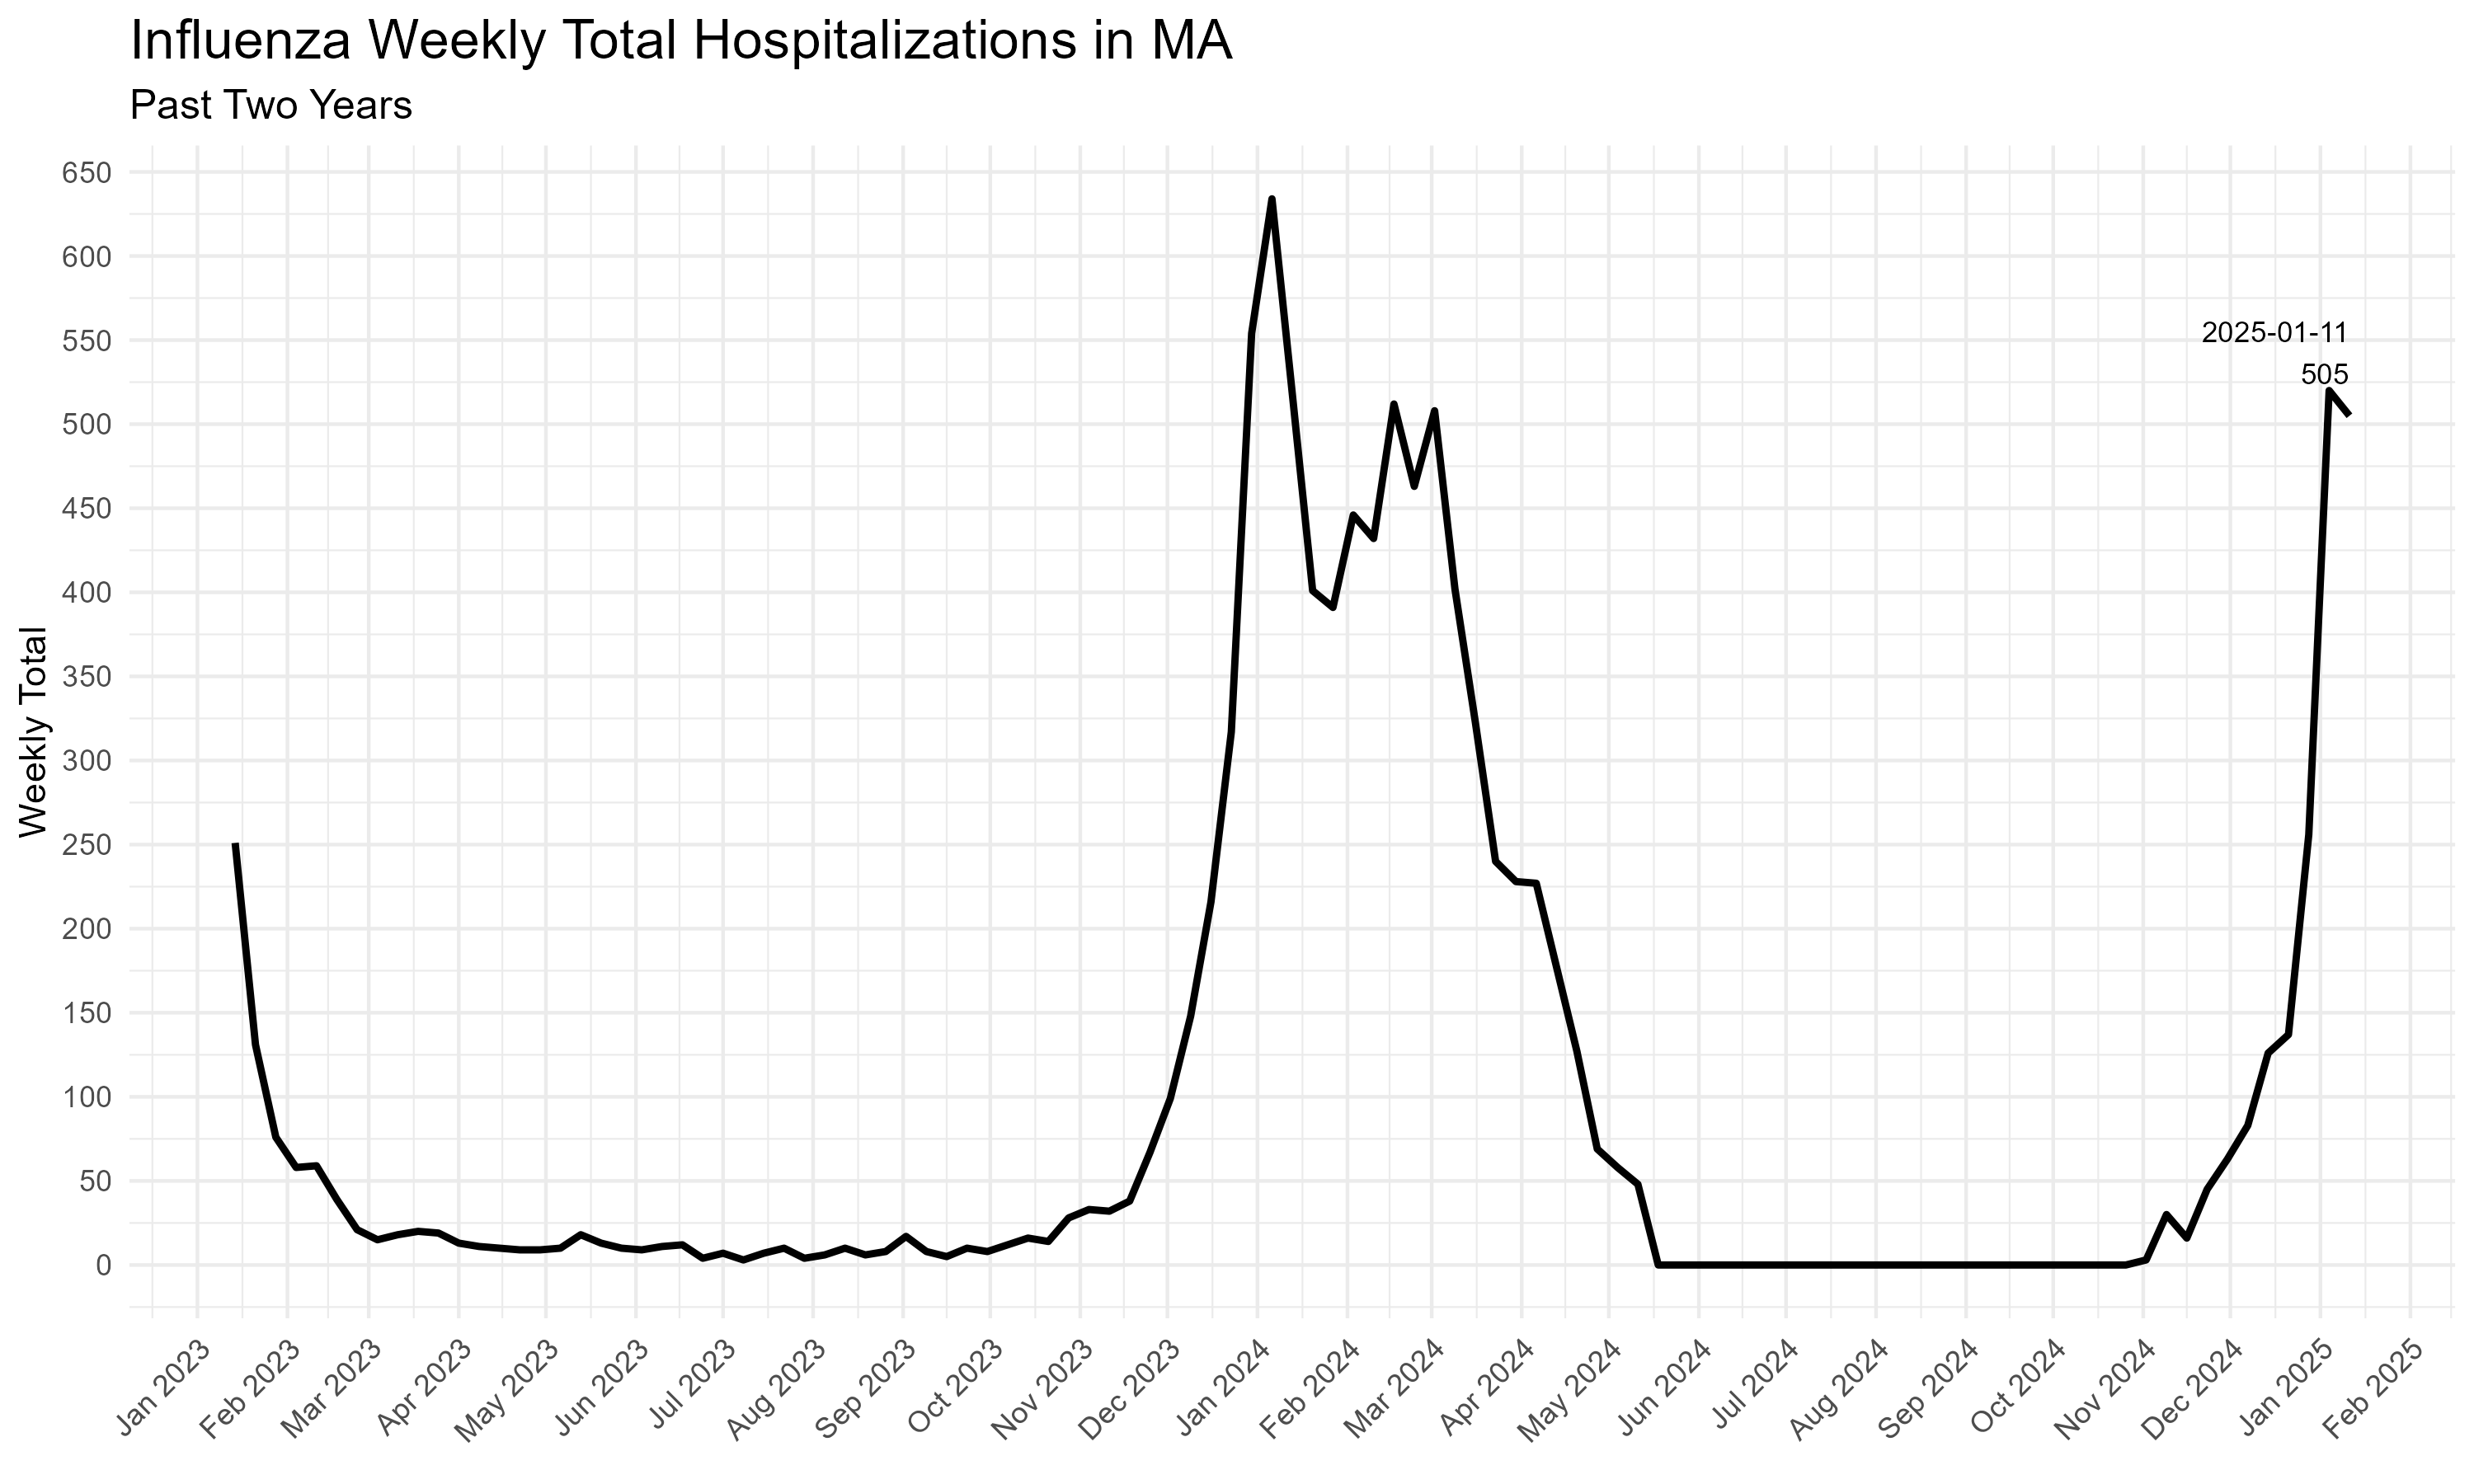 Influenza Weekly Total Hospitalizations in MA
Past Two Years
650
600
550
500
450
400
350
300
250
200
150
100
50
0
Weekly Total
2025-01-11
505
Jan 2023
Feb 2023
Mar 2023
Apr 2023
May 2023
Jun 2023
Jul 2023
Aug 2023
Sep 2023
Oct 2023
Nov 2023
Dec 2023
Jan 2024
Feb 2024
Mar 2024
Apr 2024
May 2024
Jun 2024
Jul 2024
Aug 2024
Sep 2024
Oct 2024
Nov 2024
Dec 2024
Jan 2025
Feb 2025